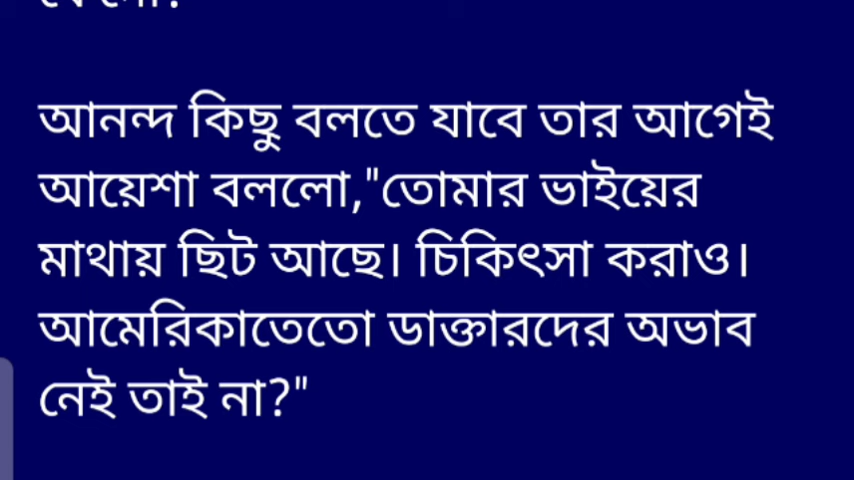 আনন্দ কিছু বলতে যাবে তার আগেই
আয়েশা বললো,"তোমার ভাইয়ের
মাথায় ছিট আছে। চিকিৎসা করাও।
আমেরিকাতেতো ডাক্তারদের অভাব
নেই তাই না?"